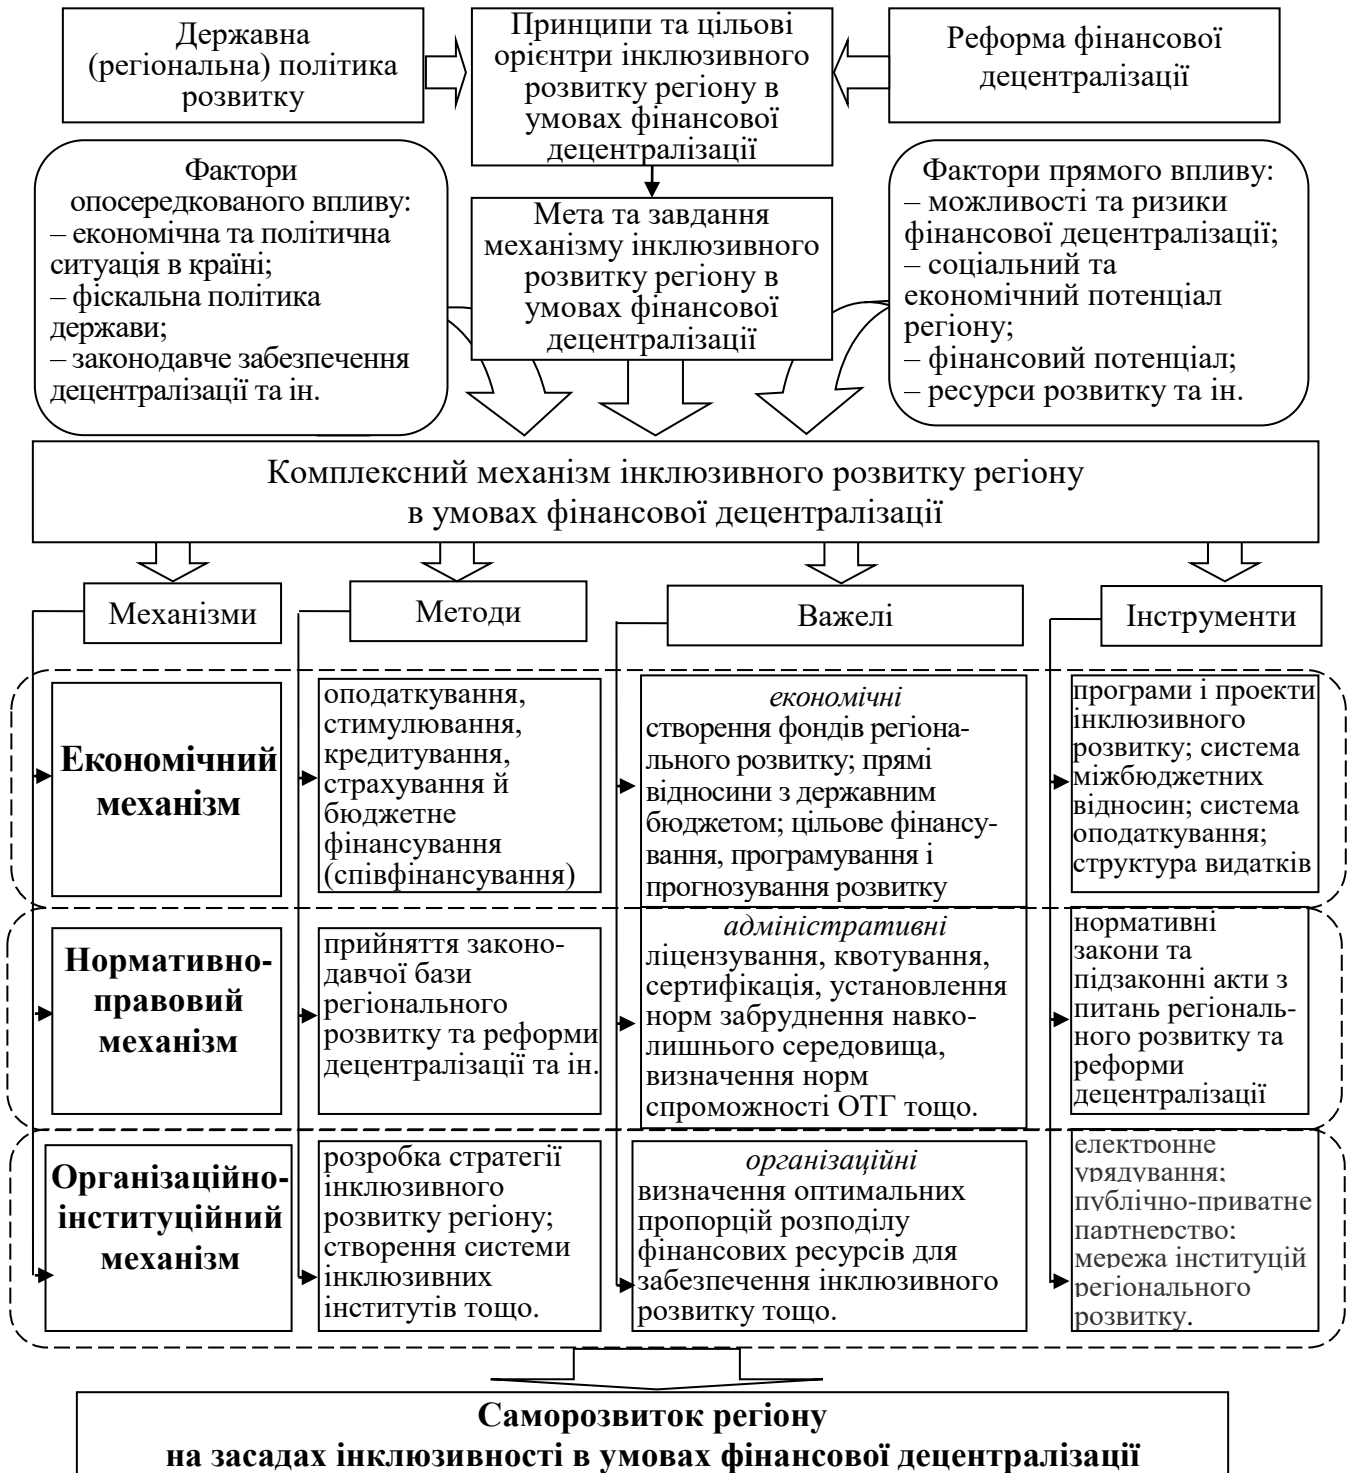 Державна
(регіональна) політика
розвитку
Принципи та цільові
орієнтри інклюзивного
розвитку регіону в
умовах фінансової
децентралізації
Реформа фінансової
децентралізації
Фактори
опосередкованого впливу:
– економічна та політична
ситуація в країні;
– фіскальна політика
держави;
– законодавче забезпечення
децентралізації та ін.
Мета та завдання
механізму інклюзивного
розвитку регіону в
умовах фінансової
децентралізації
Фактори прямого впливу:
– можливості та ризики
фінансової децентралізації;
– соціальний та
економічний потенціал
регіону;
– фінансовий потенціал;
– ресурси розвитку та ін.
Комплексний механізм інклюзивного розвитку регіону
в умовах фінансової децентралізації
Механізми
Методи
Важелі
Інструменти
Економічний
механізм
оподаткування,
стимулювання,
кредитування,
страхування й
бюджетне
фінансування
(співфінансування)
економічні
створення фондів регіона-
льного розвитку; прямі
відносини з державним
бюджетом; цільове фінансу-
вання, програмування і
прогнозування розвитку
програми і проекти
інклюзивного
розвитку; система
міжбюджетних
відносин; система
оподаткування;
структура видатків
Нормативно-
правовий
механізм
прийняття законо-
давчої бази
регіонального
розвитку та реформи
децентралізації та ін.
адміністративні
ліцензування, квотування,
сертифікація, установлення
норм забруднення навко-
лишнього середовища,
визначення норм
спроможності ОТГ тощо.
нормативні
закони та
підзаконні акти з
питань регіональ-
ного розвитку та
реформи
децентралізації
Організаційно-
інституційний
механізм
розробка стратегії
інклюзивного
розвитку регіону;
створення системи
інклюзивних
інститутів тощо.
організаційні
визначення оптимальних
пропорцій розподілу
фінансових ресурсів для
забезпечення інклюзивного
розвитку тощо.
електронне
урядування;
публічно-приватне
партнерство;
мережа інституцій
регіонального
розвитку.
Саморозвиток регіону
на засадах інклюзивності в умовах фінансової децентралізації